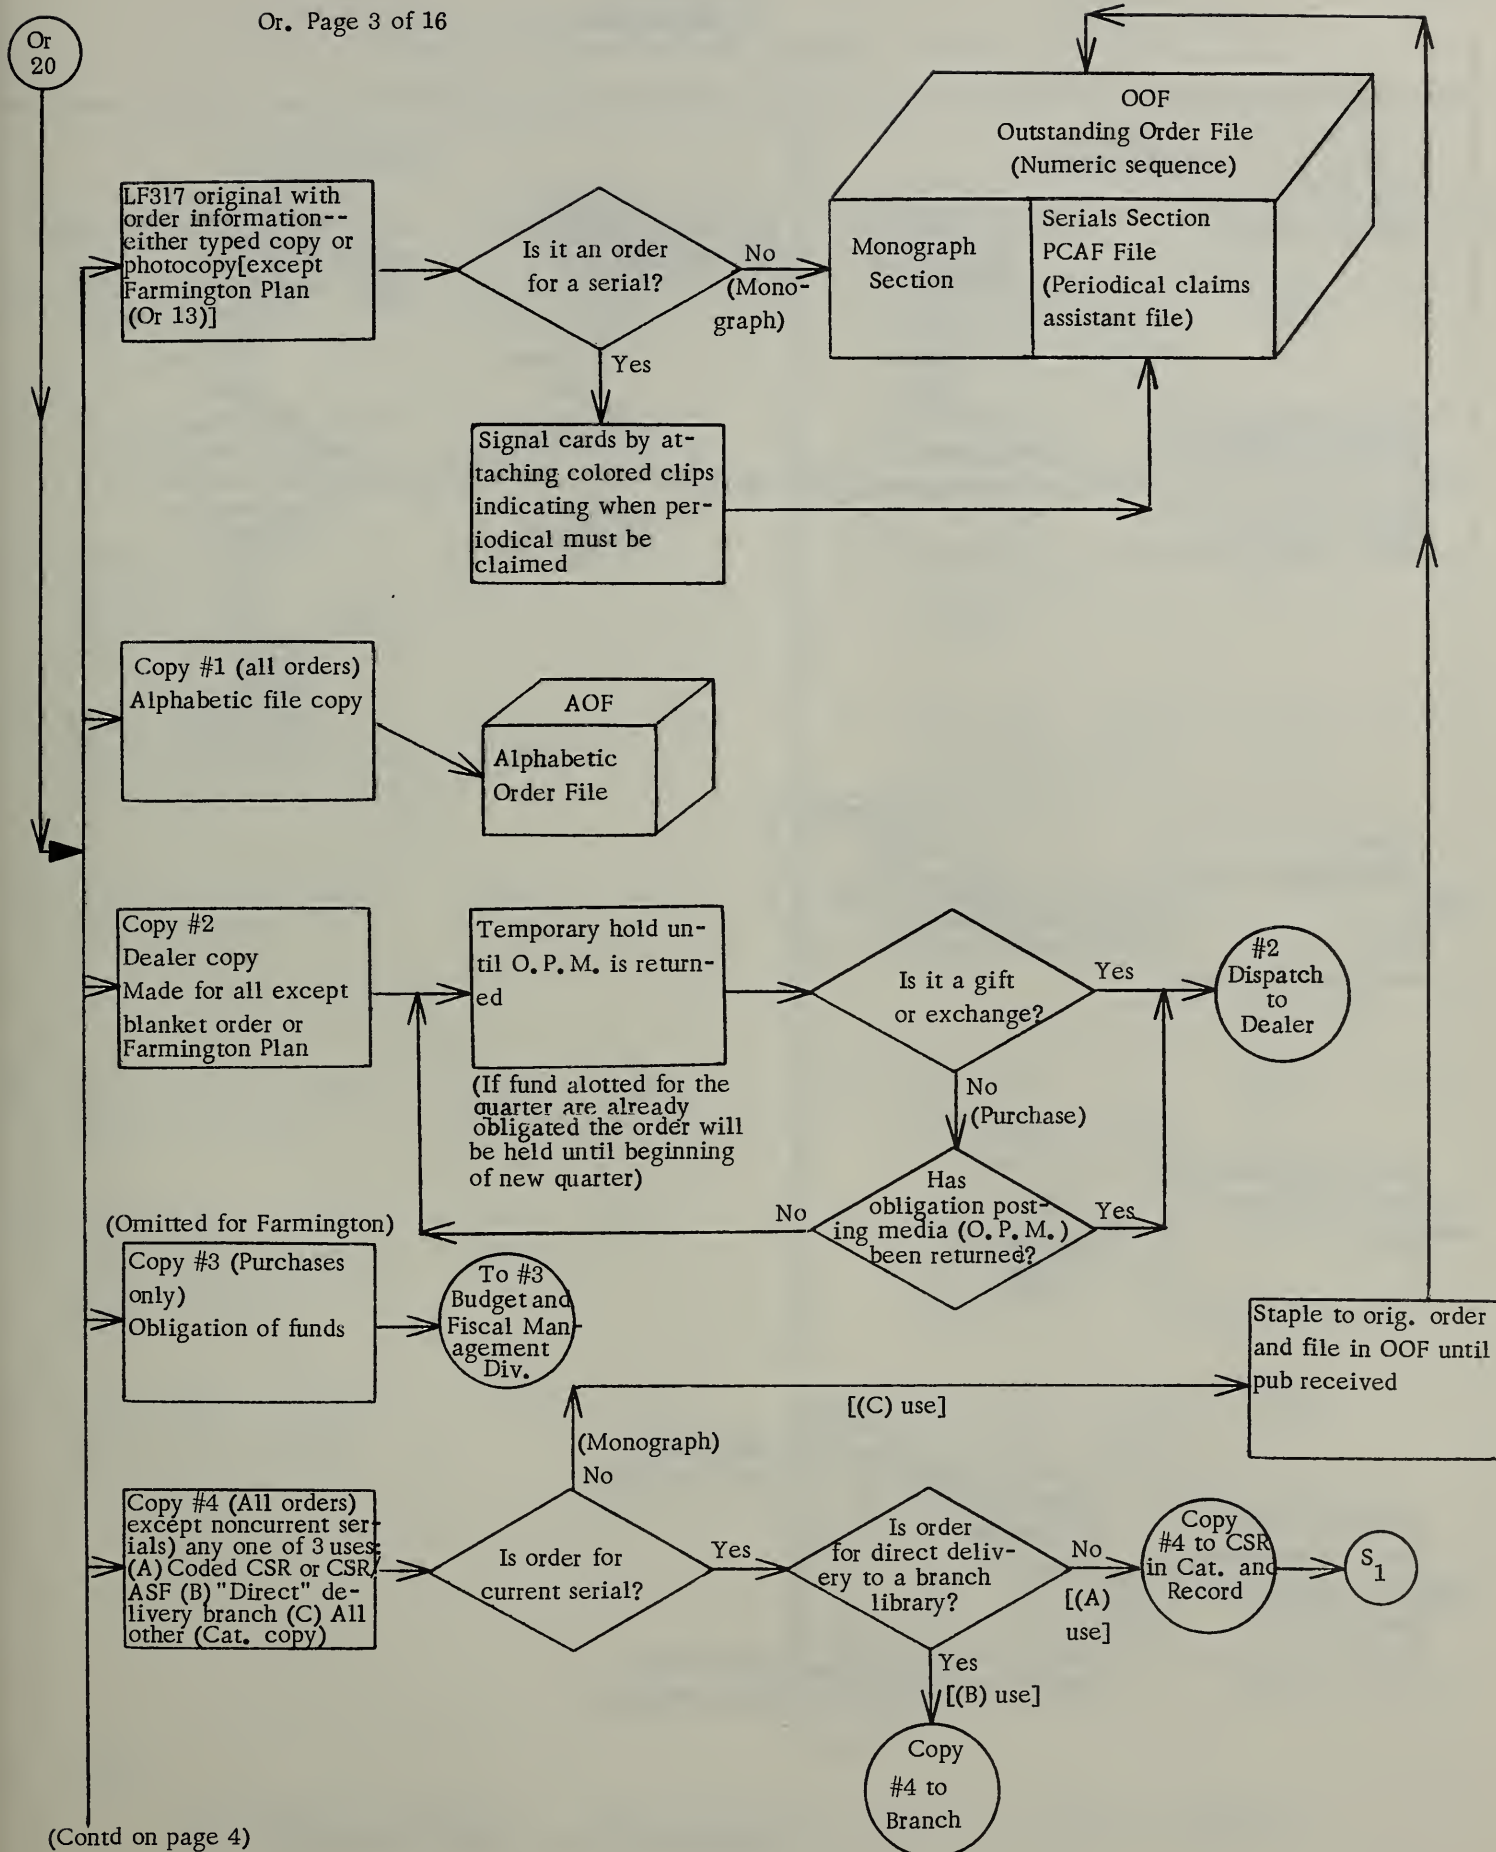 Or. Page 3 of 16
Or
20
OOF
Outstanding Order File
(Numeric sequence)
Monograph
Section
Serials Section
PCAF File
(Periodical claims
assistant file)
LF317 original with
order information--
either typed copy or
photocopy[except
Farmington Plan
(Or 13)]
Is it an order
for a serial?
No
(Mono-
graph)
Yes
Signal cards by at-
taching colored clips
indicating when per-
iodical must be
claimed
Copy #1 (all orders)
Alphabetic file copy
AOF
Alphabetic
Order File
Copy #2
Dealer copy
Made for all except
blanket order or
Farmington Plan
Temporary hold un-
til O. P. M. is return-
ed
(If fund alotted for the
quarter are already
obligated the order will
be held until beginning
of new quarter)
Is it a gift
or exchange?
Yes
#2
Dispatch
to
Dealer
No
(Purchase)
Has
obligation post-
ing media (O. P. M.)
been returned?
Yes
No
(Omitted for Farmington)
Copy #3 (Purchases
only)
Obligation of funds
To #3
Budget and
Fiscal Man-
agement
Div.
Staple to orig. order
and file in OOF until
pub received
[(C) use]
(Monograph)
No
Copy #4 (All orders)
except noncurrent ser-
ials) any one of 3 uses:
(A) Coded CSR or CSR/
ASF (B) "Direct" de-
livery branch (C) All
other (Cat. copy)
Is order for
current serial?
Yes
Is order
for direct deliv-
ery to a branch
library?
No
[(A)
use]
Copy
#4 to CSR
in Cat. and
Record
S
1
Yes
[(B) use]
Copy
#4 to
Branch
(Contd on page 4)